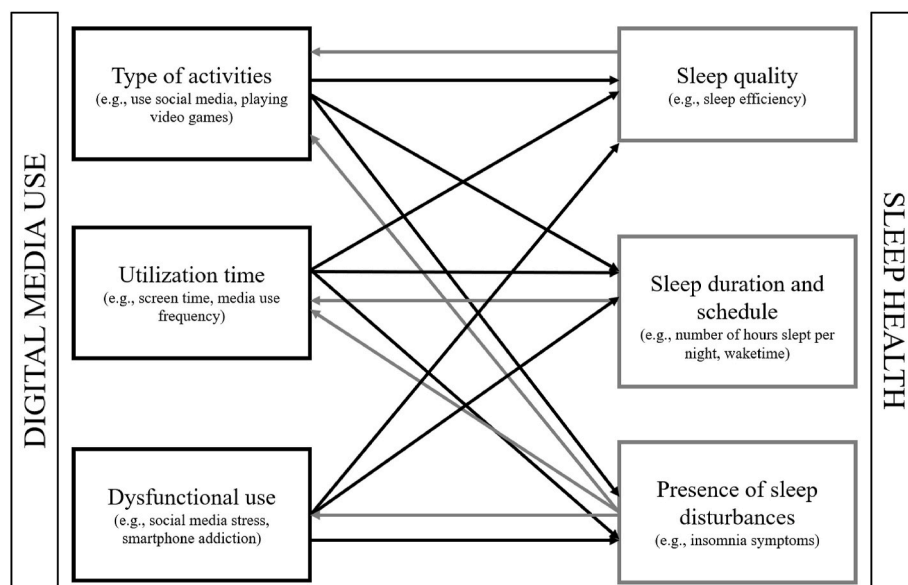 DIGITAL MEDIA USE
Type of activities
(e.g., use social media, playing
video games)
Utilization time
(e.g., screen time, media use
frequency)
Dysfunctional use
(e.g., social media stress,
smartphone addiction)
Sleep quality
(e.g., sleep efficiency)
Sleep duration and
schedule
(e.g., number of hours slept per
night, waketime)
Presence of sleep
disturbances
(e.g., insomnia symptoms)
SLEEP HEALTH